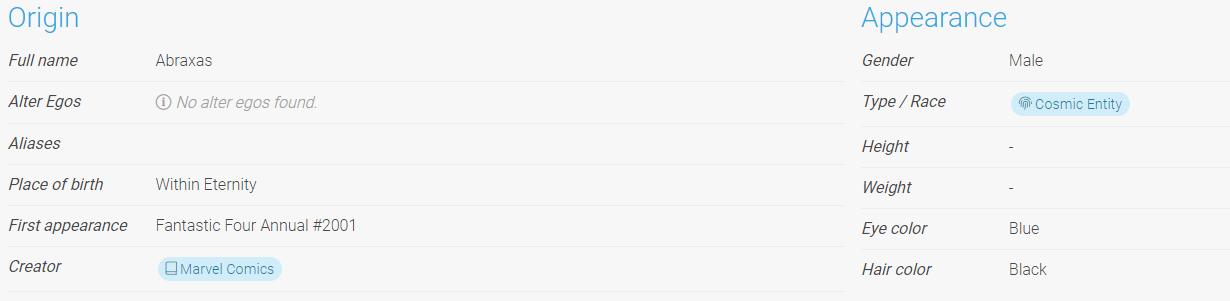 Origin
Full name Abraxas
Alter Egos No alter egos found.
Aliases
Place of birth Within Eternity
First appearance Fantastic Four Annual #2001
Creator Marvel Comics
Appearance
Gender Male
Type / Race Cosmic Entity
Height -
Weight -
Eye color Blue
Hair color Black